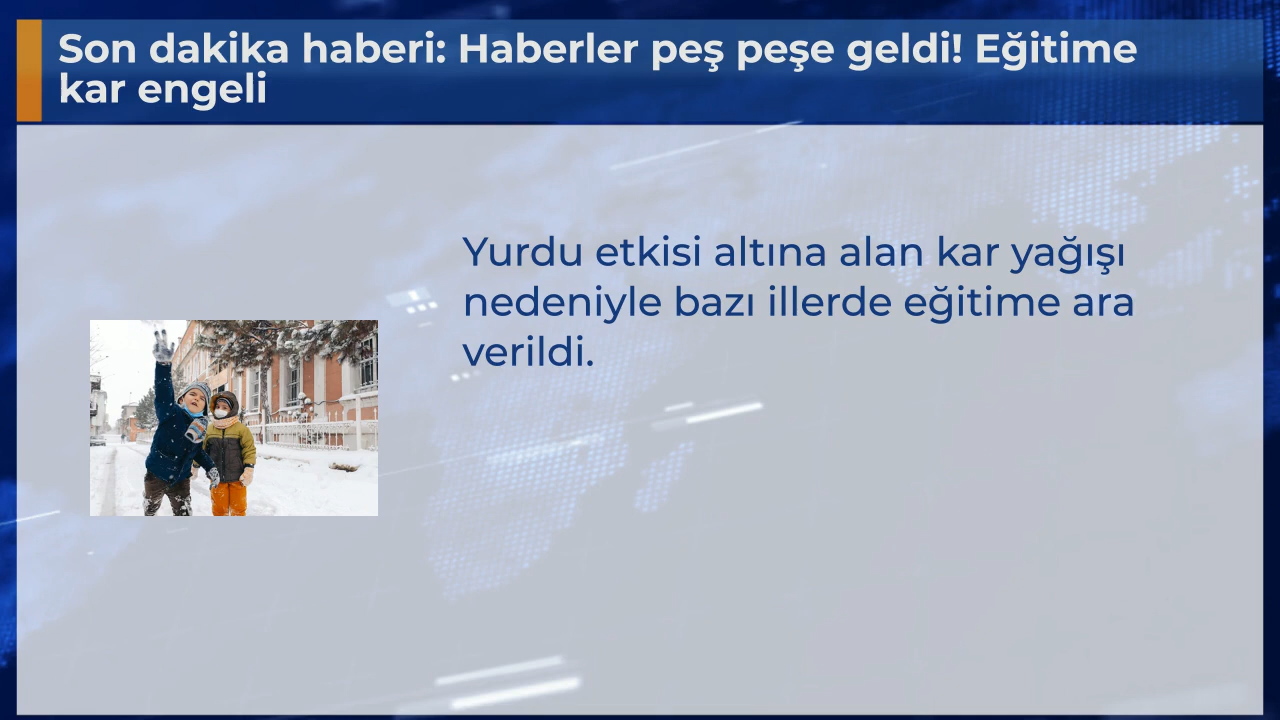 Son dakika haberi: Haberler peş peşe geldi! Eğitime
kar engeli
Yurdu etkisi altına alan kar yağışı
nedeniyle bazı illerde eğitime ara
verildi.